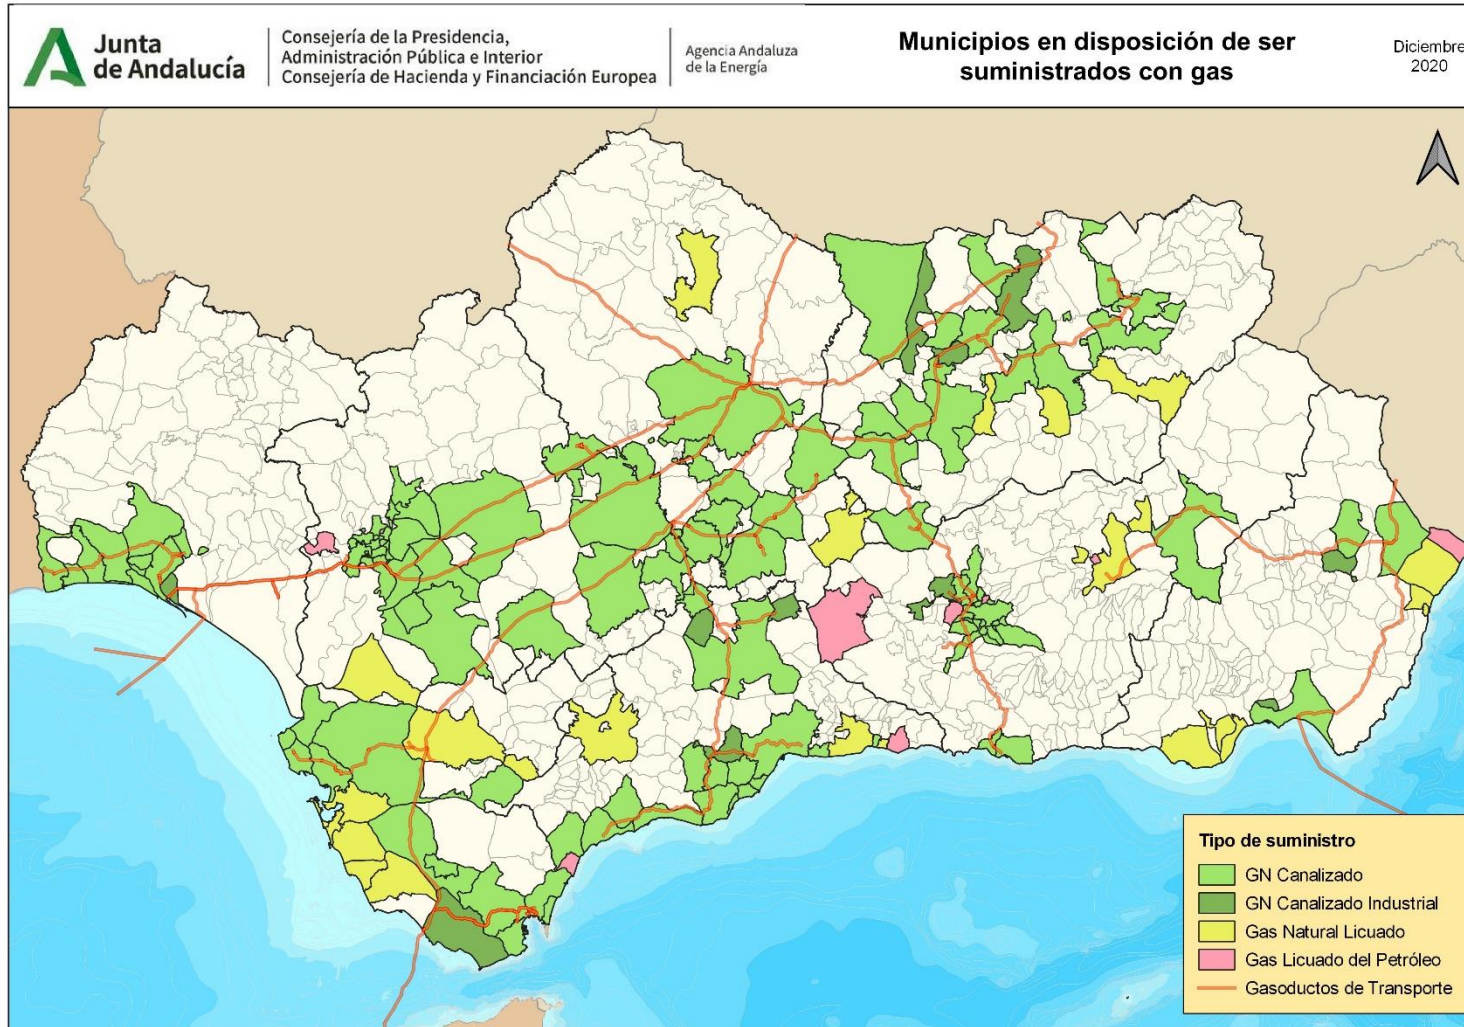 Junta
de Andalucía
Consejería de la Presidencia,
Administración Pública e Interior
Consejería de Hacienda y Financiación Europea
Agencia Andaluza
de la Energía
Municipios en disposición de ser
suministrados con gas
Diciembre
2020
Tipo de suministro
GN Canalizado
GN Canalizado Industrial
Gas Natural Licuado
Gas Licuado del Petróleo
Gasoductos de Transporte